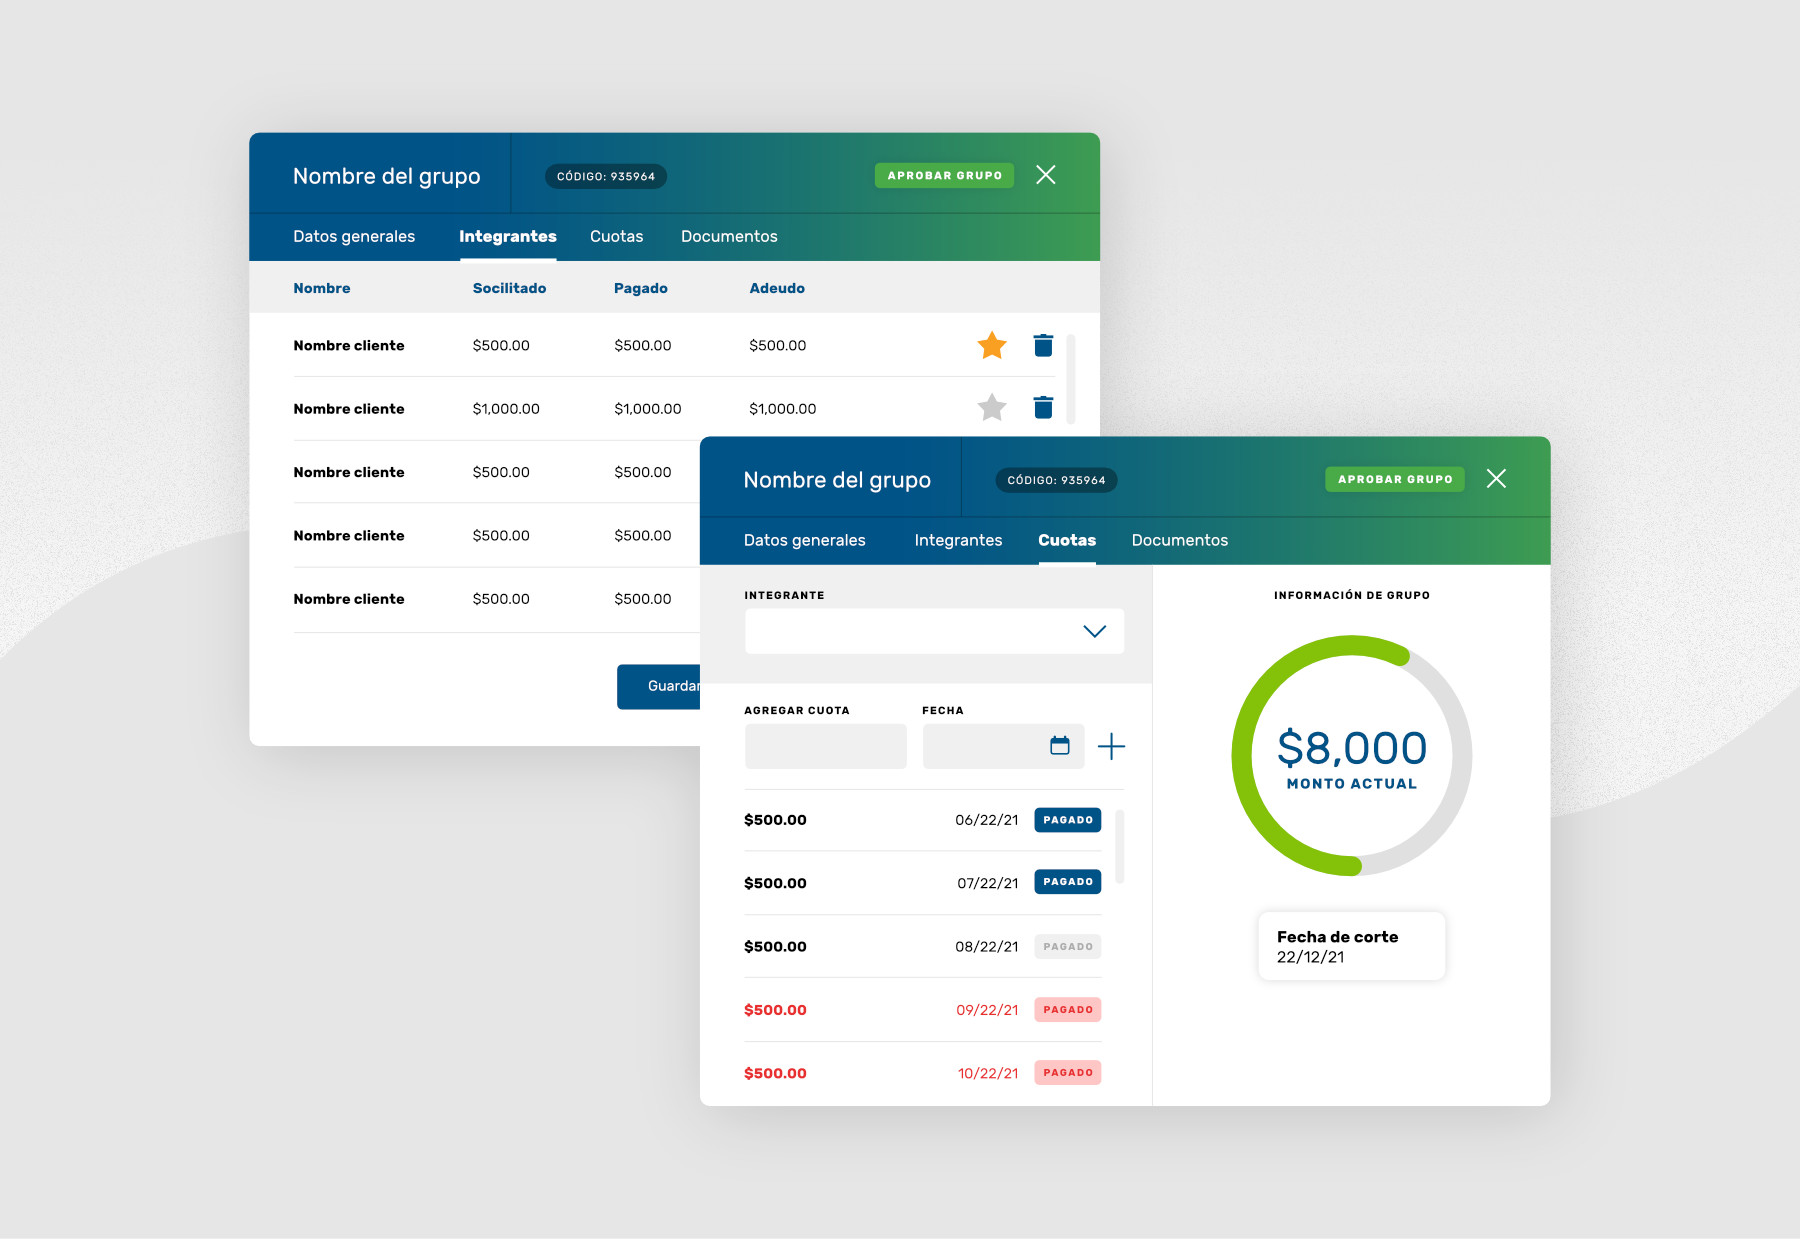 Nombre del grupo CÓDIGO: 935964 APROBAR GRUPO
Datos generales Integrantes Cuotas Documentos
Nombre Socilitado Pagado Adeudo
Nombre cliente $500.00 $500.00 $500.00
Nombre cliente $1,000.00 $1,000.00 $1,000.00
Nombre cliente $500.00 $500.00
Nombre cliente $500.00 $500.00
Nombre cliente $500.00 $500.00
Guardar
Nombre del grupo CÓDIGO: 935964 APROBAR GRUPO
Datos generales Integrantes Cuotas Documentos
INTEGRANTE
AGREGAR CUOTA FECHA
$500.00 06/22/21 PAGADO
$500.00 07/22/21 PAGADO
$500.00 08/22/21 PAGADO
$500.00 09/22/21 PAGADO
$500.00 10/22/21 PAGADO
INFORMACIÓN DE GRUPO
$8,000
MONTO ACTUAL
Fecha de corte
22/12/21